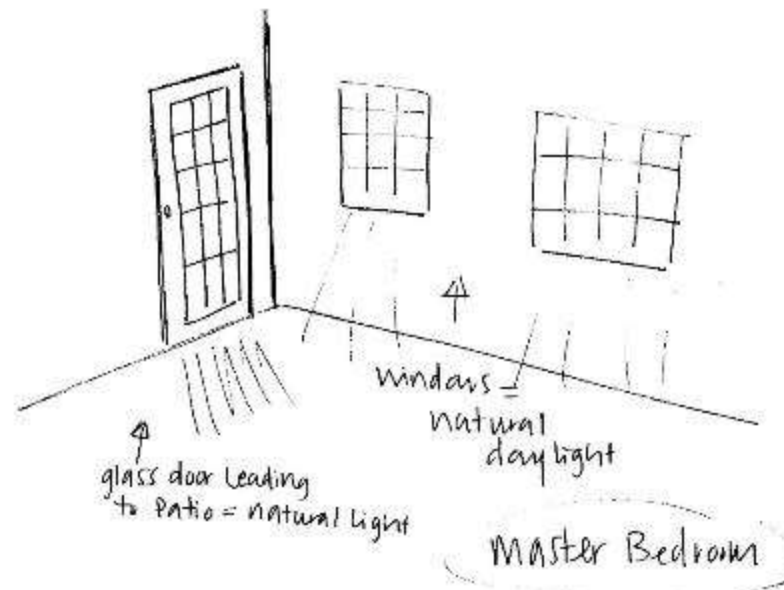 windows =
natural
daylight
glass door leading
to patio = natural light
Master Bedroom